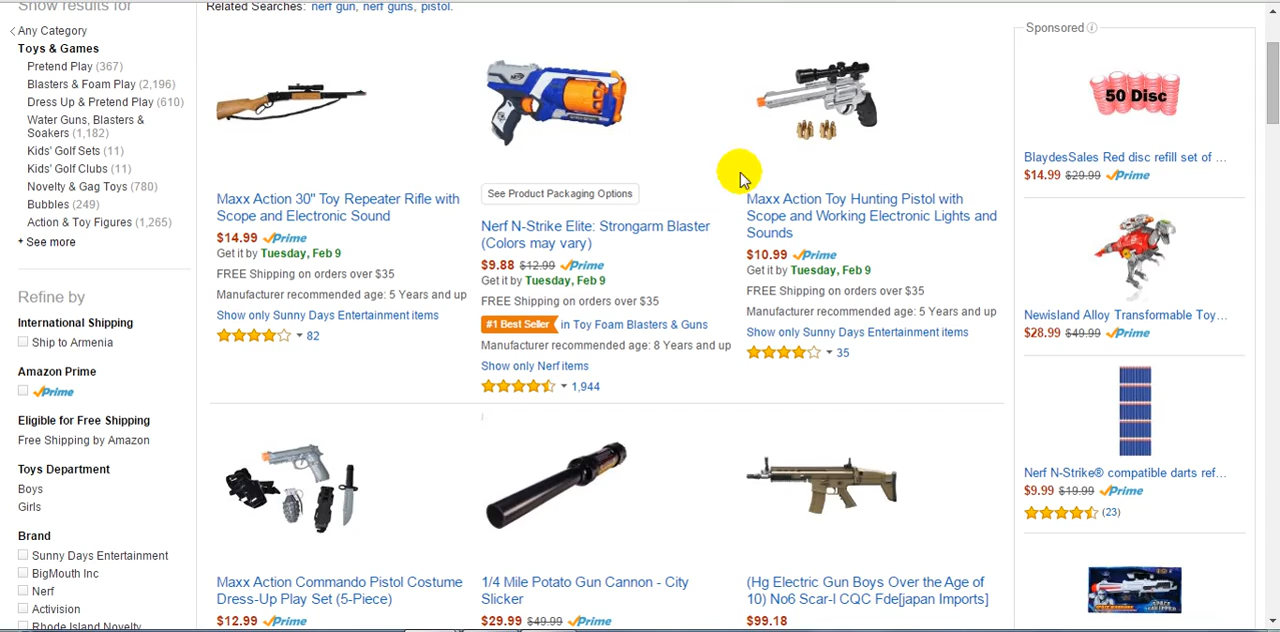 Show results for
Any Category
Toys & Games
Pretend Play (367)
Blasters & Foam Play (2,196)
Dress Up & Pretend Play (610)
Water Guns, Blasters &
Soakers (1,182)
Kids' Golf Sets (11)
Kids' Golf Clubs (11)
Novelty & Gag Toys (780)
Bubbles (249)
Action & Toy Figures (1,265)
+ See more
Refine by
International Shipping
Ship to Armenia
Amazon Prime
Prime
Eligible for Free Shipping
Free Shipping by Amazon
Toys Department
Boys
Girls
Brand
Sunny Days Entertainment
BigMouth Inc
Nerf
Activision
Rhode Island Novelty
Related Searches: nerf gun, nerf guns, pistol.
Maxx Action 30" Toy Repeater Rifle with
Scope and Electronic Sound
$14.99 Prime
Get it by Tuesday, Feb 9
FREE Shipping on orders over $35
Manufacturer recommended age: 5 Years and up
Show only Sunny Days Entertainment items
82
NERF
See Product Packaging Options
Nerf N-Strike Elite: Strongarm Blaster
(Colors may vary)
$9.88 $12.99 Prime
Get it by Tuesday, Feb 9
FREE Shipping on orders over $35
#1 Best Seller in Toy Foam Blasters & Guns
Manufacturer recommended age: 8 Years and up
Show only Nerf items
1,944
Maxx Action Toy Hunting Pistol with
Scope and Working Electronic Lights and
Sounds
$10.99 Prime
Get it by Tuesday, Feb 9
FREE Shipping on orders over $35
Manufacturer recommended age: 5 Years and up
Show only Sunny Days Entertainment items
35
Maxx Action Commando Pistol Costume
Dress-Up Play Set (5-Piece)
$12.99 Prime
1/4 Mile Potato Gun Cannon - City
Slicker
$29.99 $49.99 Prime
(Hg Electric Gun Boys Over the Age of
10) No6 Scar-l CQC Fde[japan Imports]
$99.18
Sponsored
50 Disc
BlaydesSales Red disc refill set of ...
$14.99 $29.99 Prime
Newisland Alloy Transformable Toy...
$28.99 $49.99 Prime
Nerf N-Strike® compatible darts ref...
$9.99 $19.99 Prime
(23)